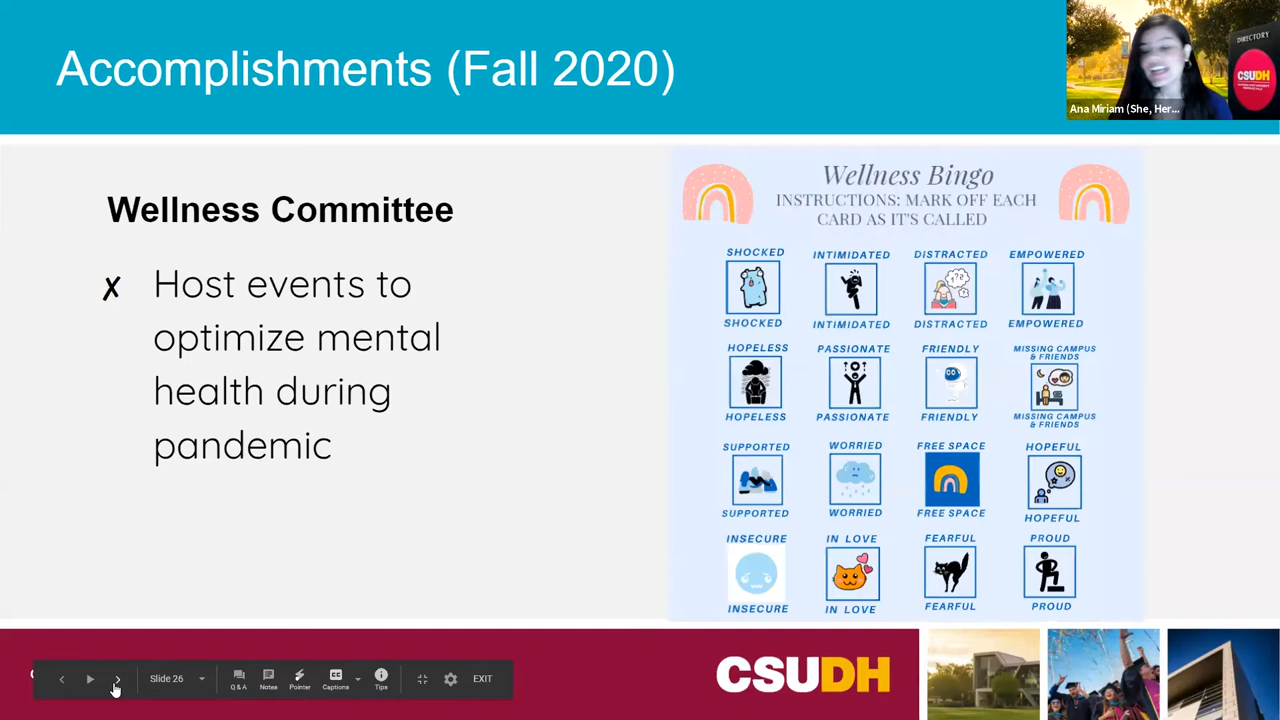 Accomplishments (Fall 2020)
DIRECTORY
CSUDH
Ana Miriam (She, Her...
Wellness Committee
✗ Host events to
optimize mental
health during
pandemic
Wellness Bingo
INSTRUCTIONS: MARK OFF EACH
CARD AS IT'S CALLED
SHOCKED INTIMIDATED DISTRACTED EMPOWERED
SHOCKED INTIMIDATED DISTRACTED EMPOWERED
HOPELESS PASSIONATE FRIENDLY MISSING CAMPUS
& FRIENDS
HOPELESS PASSIONATE FRIENDLY MISSING CAMPUS
& FRIENDS
SUPPORTED WORRIED FREE SPACE HOPEFUL
SUPPORTED WORRIED FREE SPACE HOPEFUL
INSECURE IN LOVE FEARFUL PROUD
INSECURE IN LOVE FEARFUL PROUD
Slide 26
Q & A Notes Pointer Captions Tips EXIT
CSUDH